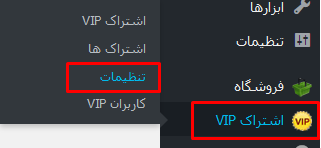 ابزارها
تنظیمات
فروشگاه
اشتراک VIP
VIP
اشتراک VIP
اشتراک ها
تنظیمات
کاربران VIP